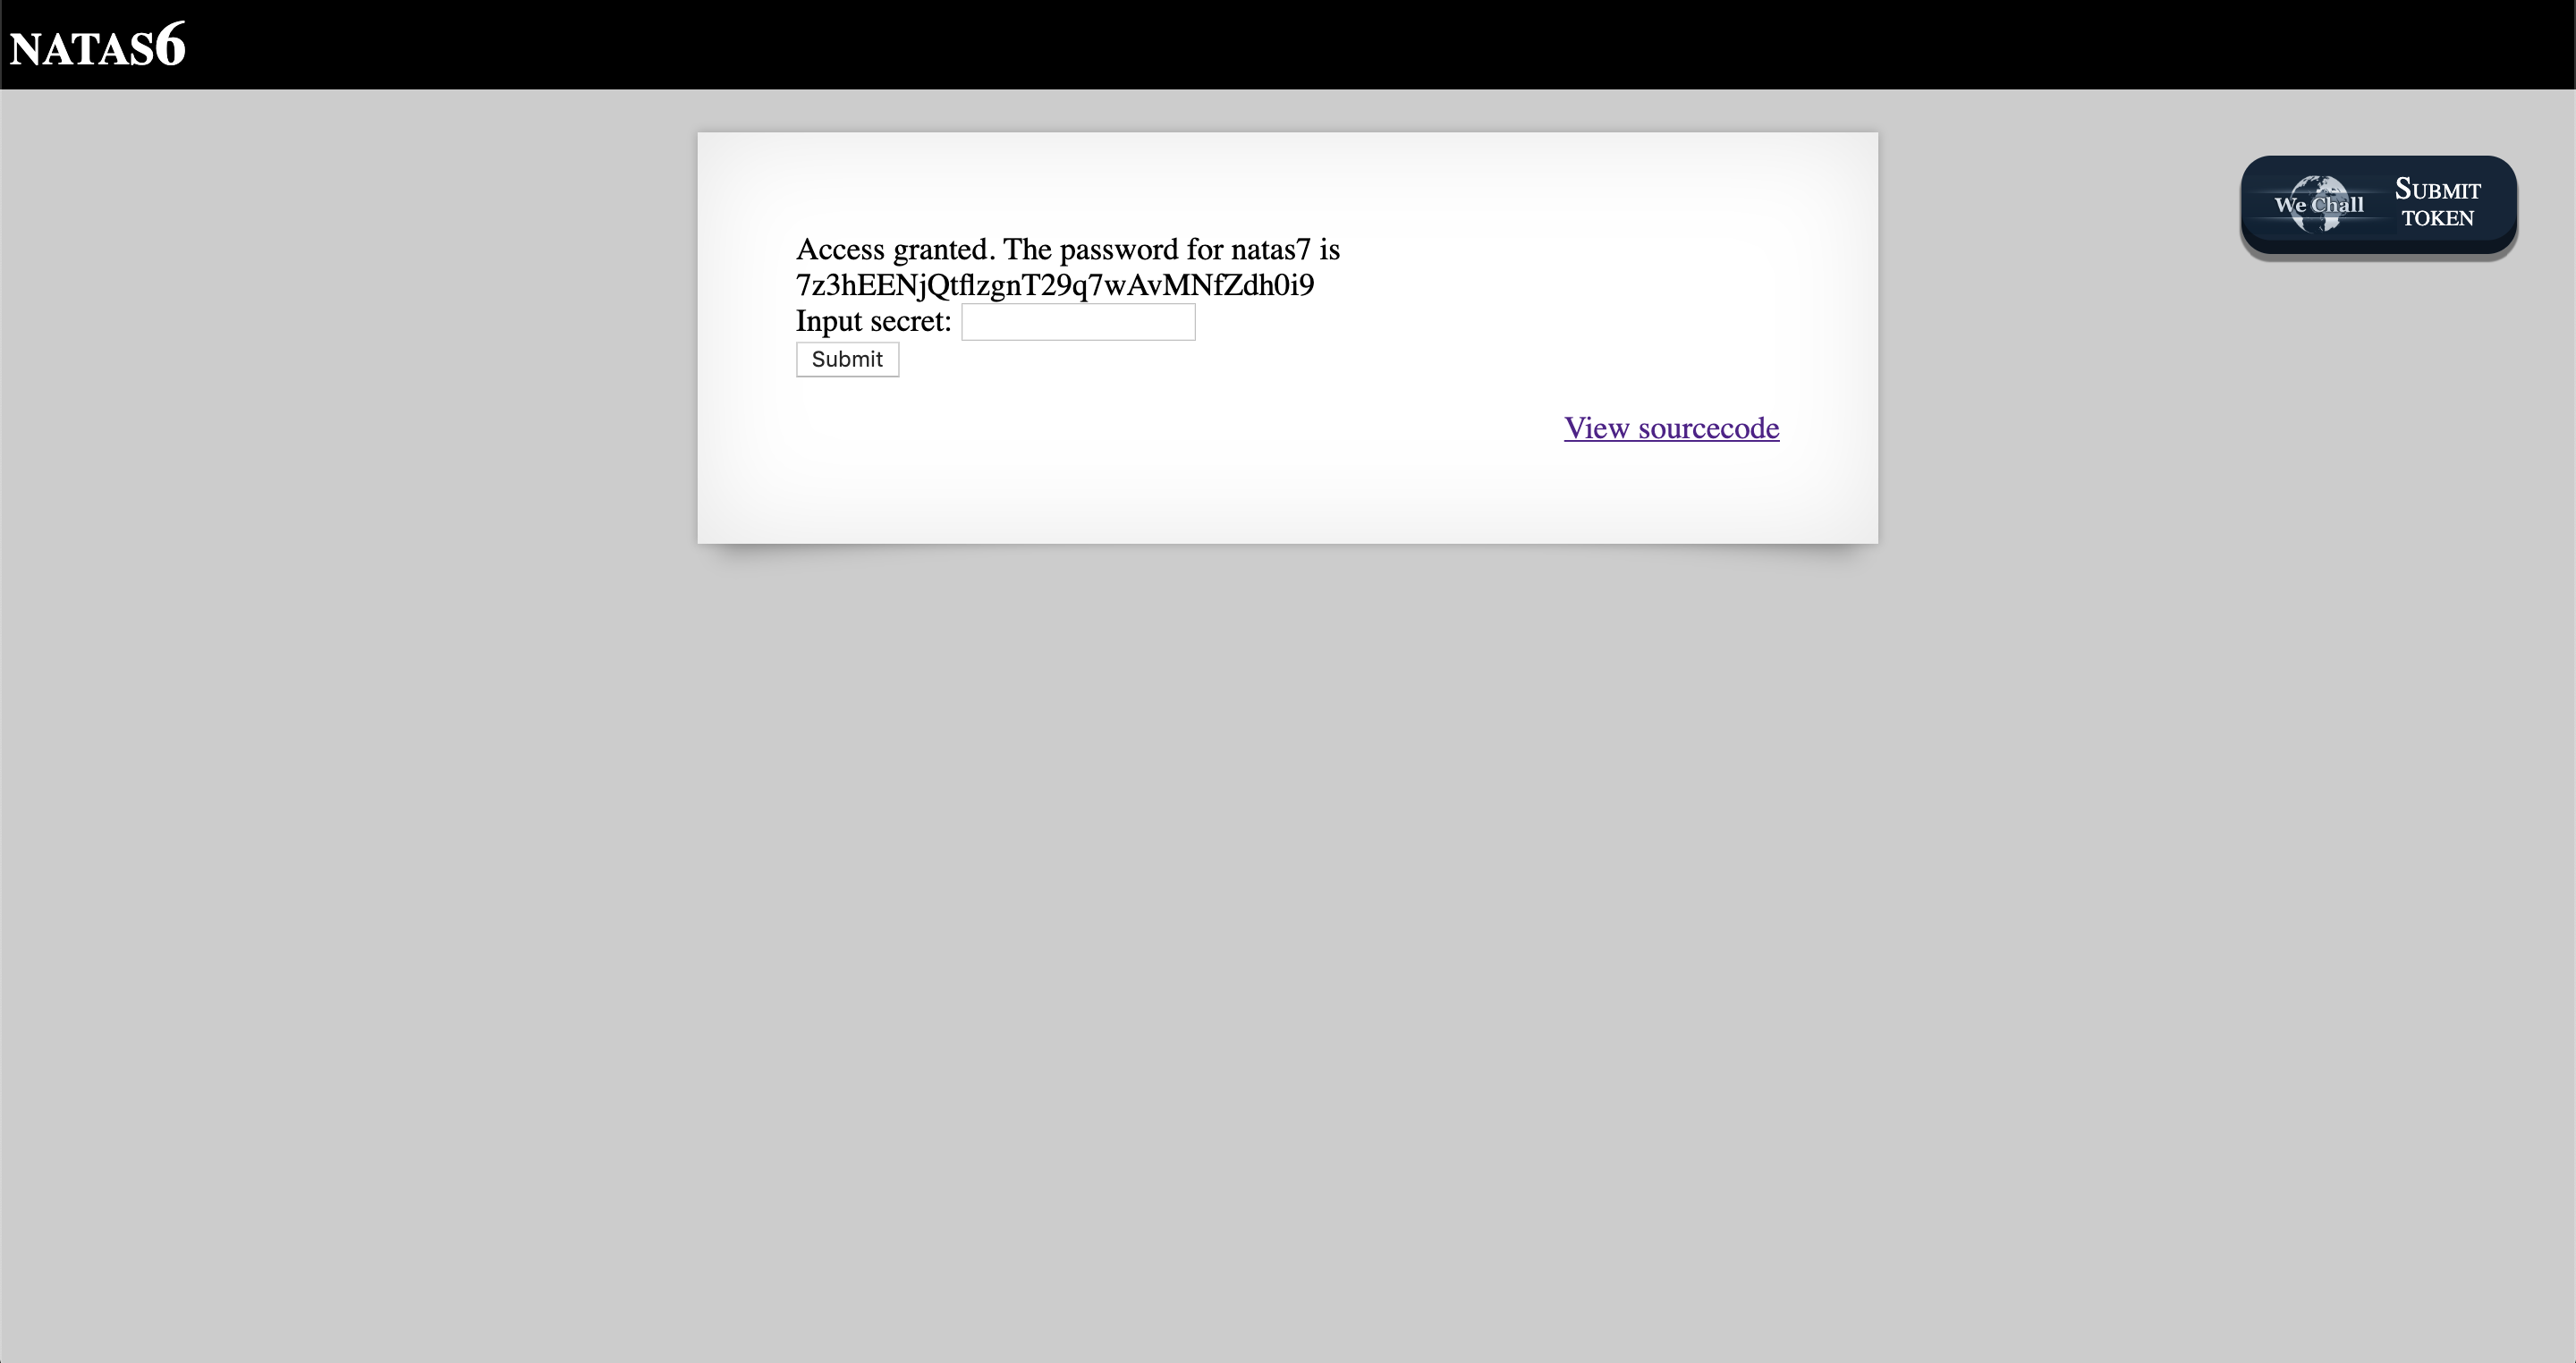 NATAS6
We Chall
SUBMIT
TOKEN
Access granted. The password for natas7 is
7z3hEENjQtflzgnT29q7wAvMNfZdh0i9
Input secret:
Submit
View sourcecode